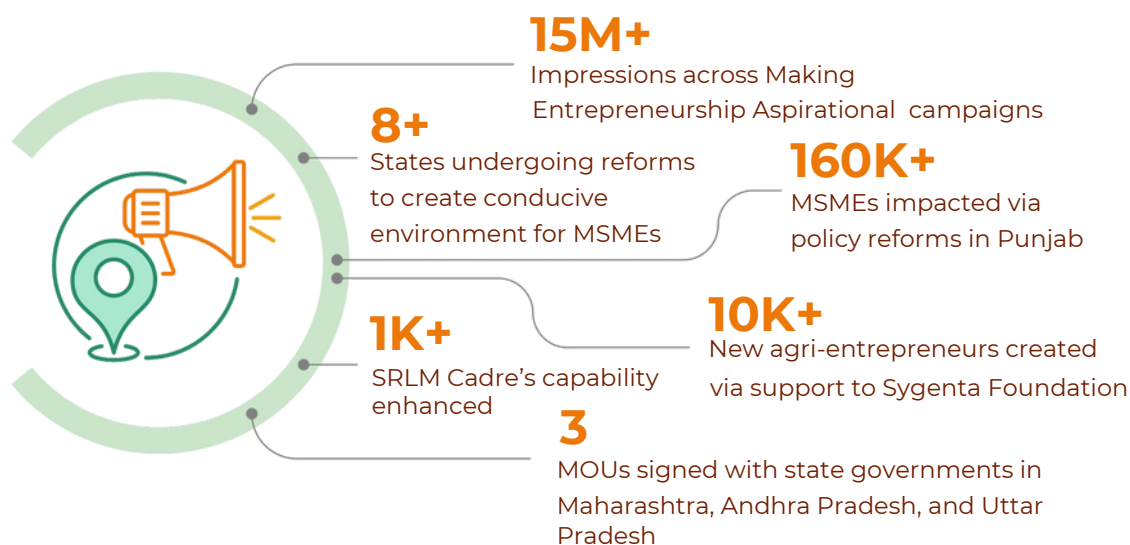 15M+
Impressions across Making
Entrepreneurship Aspirational campaigns
8+
States undergoing reforms
to create conducive
environment for MSMEs
160K+
MSMEs impacted via
policy reforms in Punjab
10K+
New agri-entrepreneurs created
via support to Sygenta Foundation
1K+
SRLM Cadre's capability
enhanced
3
MOUs signed with state governments in
Maharashtra, Andhra Pradesh, and Uttar
Pradesh